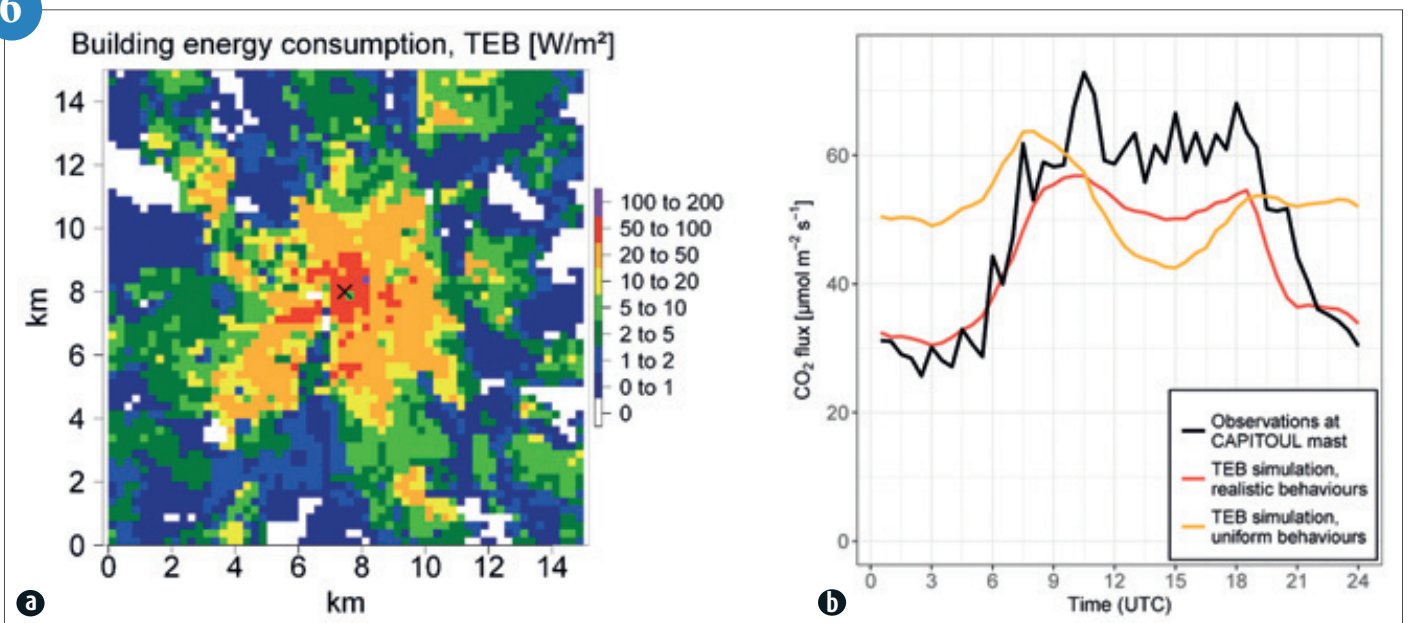 6
Building energy consumption, TEB [W/m²]
14
12
10
8
6
4
2
0
km
0 2 4 6 8 10 12 14
km
100 to 200
50 to 100
20 to 50
10 to 20
5 to 10
2 to 5
1 to 2
0 to 1
0
a
CO₂ flux [µmol m⁻² s⁻¹]
60
40
20
0
Observations at
CAPITOUL mast
TEB simulation,
realistic behaviours
TEB simulation,
uniform behaviours
0 3 6 9 12 15 18 21 24
Time (UTC)
b